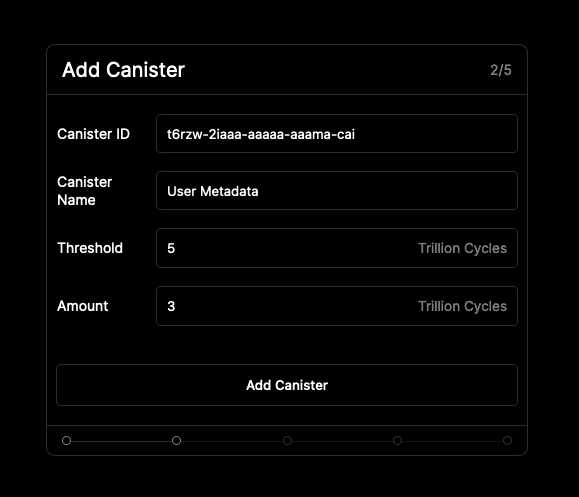 Add Canister
2/5
Canister ID
t6rzw-2iaaa-aaaaa-aaama-cai
Canister
Name
User Metadata
Threshold
5
Trillion Cycles
Amount
3
Trillion Cycles
Add Canister